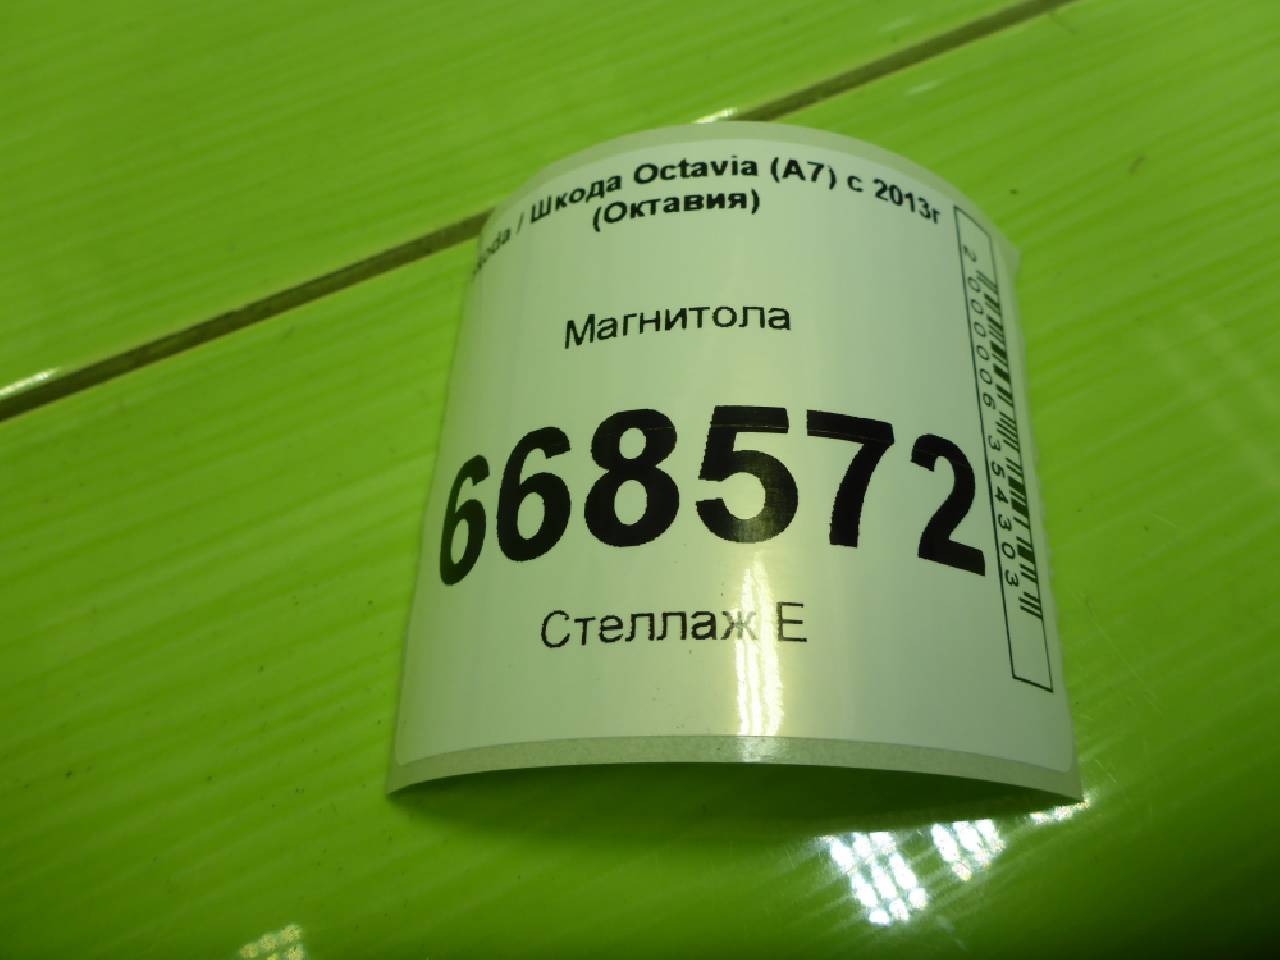 / Шкода Octavia (A7) с 2013г
(Октавия)
Магнитола
668572
Стеллаж Е
2000006354303